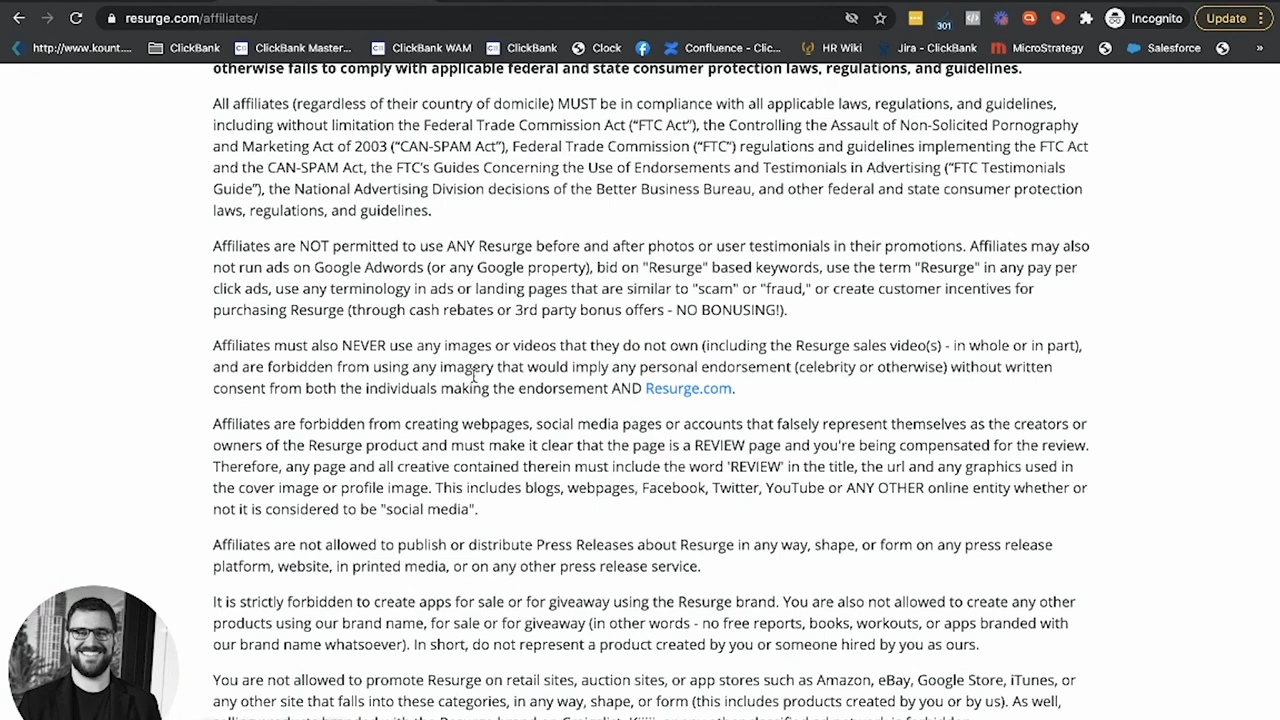 resurge.com/affiliates/
Incognito
Update
301
http://www.kount....
ClickBank
ClickBank Master...
ClickBank WAM
ClickBank
Clock
Confluence - Clic...
HR Wiki
Jira - ClickBank
MicroStrategy
Salesforce
»
otherwise fails to comply with applicable federal and state consumer protection laws, regulations, and guidelines.
All affiliates (regardless of their country of domicile) MUST be in compliance with all applicable laws, regulations, and guidelines,
including without limitation the Federal Trade Commission Act (“FTC Act”), the Controlling the Assault of Non-Solicited Pornography
and Marketing Act of 2003 (“CAN-SPAM Act”), Federal Trade Commission (“FTC”) regulations and guidelines implementing the FTC Act
and the CAN-SPAM Act, the FTC’s Guides Concerning the Use of Endorsements and Testimonials in Advertising (“FTC Testimonials
Guide”), the National Advertising Division decisions of the Better Business Bureau, and other federal and state consumer protection
laws, regulations, and guidelines.
Affiliates are NOT permitted to use ANY Resurge before and after photos or user testimonials in their promotions. Affiliates may also
not run ads on Google Adwords (or any Google property), bid on "Resurge" based keywords, use the term "Resurge" in any pay per
click ads, use any terminology in ads or landing pages that are similar to "scam" or "fraud," or create customer incentives for
purchasing Resurge (through cash rebates or 3rd party bonus offers - NO BONUSING!).
Affiliates must also NEVER use any images or videos that they do not own (including the Resurge sales video(s) - in whole or in part),
and are forbidden from using any imagery that would imply any personal endorsement (celebrity or otherwise) without written
consent from both the individuals making the endorsement AND Resurge.com.
Affiliates are forbidden from creating webpages, social media pages or accounts that falsely represent themselves as the creators or
owners of the Resurge product and must make it clear that the page is a REVIEW page and you're being compensated for the review.
Therefore, any page and all creative contained therein must include the word 'REVIEW' in the title, the url and any graphics used in
the cover image or profile image. This includes blogs, webpages, Facebook, Twitter, YouTube or ANY OTHER online entity whether or
not it is considered to be "social media".
Affiliates are not allowed to publish or distribute Press Releases about Resurge in any way, shape, or form on any press release
platform, website, in printed media, or on any other press release service.
It is strictly forbidden to create apps for sale or for giveaway using the Resurge brand. You are also not allowed to create any other
products using our brand name, for sale or for giveaway (in other words - no free reports, books, workouts, or apps branded with
our brand name whatsoever). In short, do not represent a product created by you or someone hired by you as ours.
You are not allowed to promote Resurge on retail sites, auction sites, or app stores such as Amazon, eBay, Google Store, iTunes, or
any other site that falls into these categories, in any way, shape, or form (this includes products created by you or by us). As well,